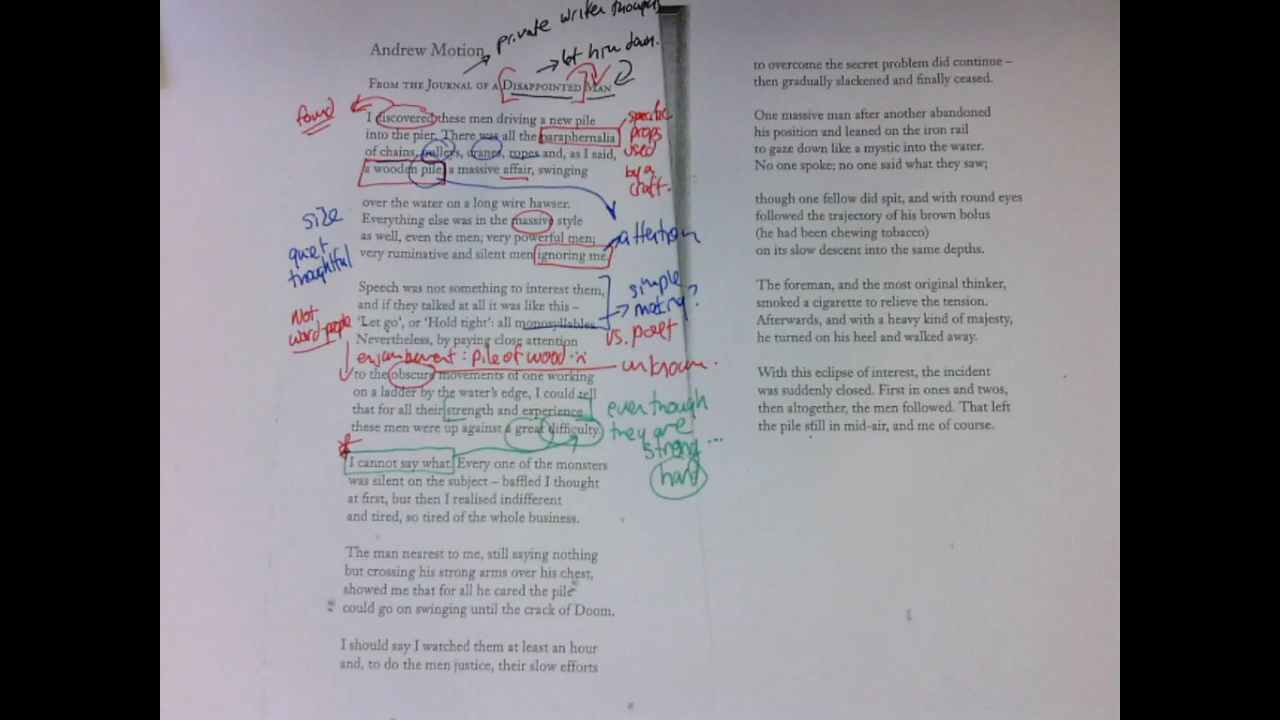 private writer thought
Andrew Motion
let him down.
FROM THE JOURNAL OF A DISAPPOINTED MAN
found
I discovered these men driving a new pile
into the pier. There was all the paraphernalia
of chains, pulleys, cranes, ropes and, as I said,
a wooden pile, a massive affair, swinging
specific
props
used
by a
craft.
over the water on a long wire hawser.
Everything else was in the massive style
as well, even the men; very powerful men;
very ruminative and silent men ignoring me.
size
quiet
thoughtful
attention
Speech was not something to interest them,
and if they talked at all it was like this –
'Let go', or 'Hold tight': all monosyllables.
Nevertheless, by paying close attention
simple
making?
vs. poet
Not
word people
enjambement: pile of wood
unknown.
to the obscure movements of one working
on a ladder by the water's edge, I could tell
that for all their strength and experience
these men were up against a great difficulty.
even though
they are
strong...
hard
I cannot say what. Every one of the monsters
was silent on the subject – baffled I thought
at first, but then I realised indifferent
and tired, so tired of the whole business.
The man nearest to me, still saying nothing
but crossing his strong arms over his chest,
showed me that for all he cared the pile
could go on swinging until the crack of Doom.
I should say I watched them at least an hour
and, to do the men justice, their slow efforts
to overcome the secret problem did continue –
then gradually slackened and finally ceased.
One massive man after another abandoned
his position and leaned on the iron rail
to gaze down like a mystic into the water.
No one spoke; no one said what they saw;
though one fellow did spit, and with round eyes
followed the trajectory of his brown bolus
(he had been chewing tobacco)
on its slow descent into the same depths.
The foreman, and the most original thinker,
smoked a cigarette to relieve the tension.
Afterwards, and with a heavy kind of majesty,
he turned on his heel and walked away.
With this eclipse of interest, the incident
was suddenly closed. First in ones and twos,
then altogether, the men followed. That left
the pile still in mid-air, and me of course.